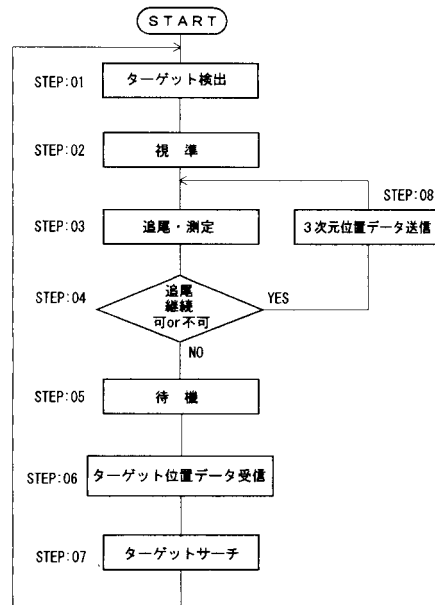 START
STEP:01
ターゲット検出
STEP:02
視 準
STEP:08
STEP:03
追尾・測定
3次元位置データ送信
STEP:04
追尾
継続
可or不可
YES
NO
STEP:05
待 機
STEP:06
ターゲット位置データ受信
STEP:07
ターゲットサーチ